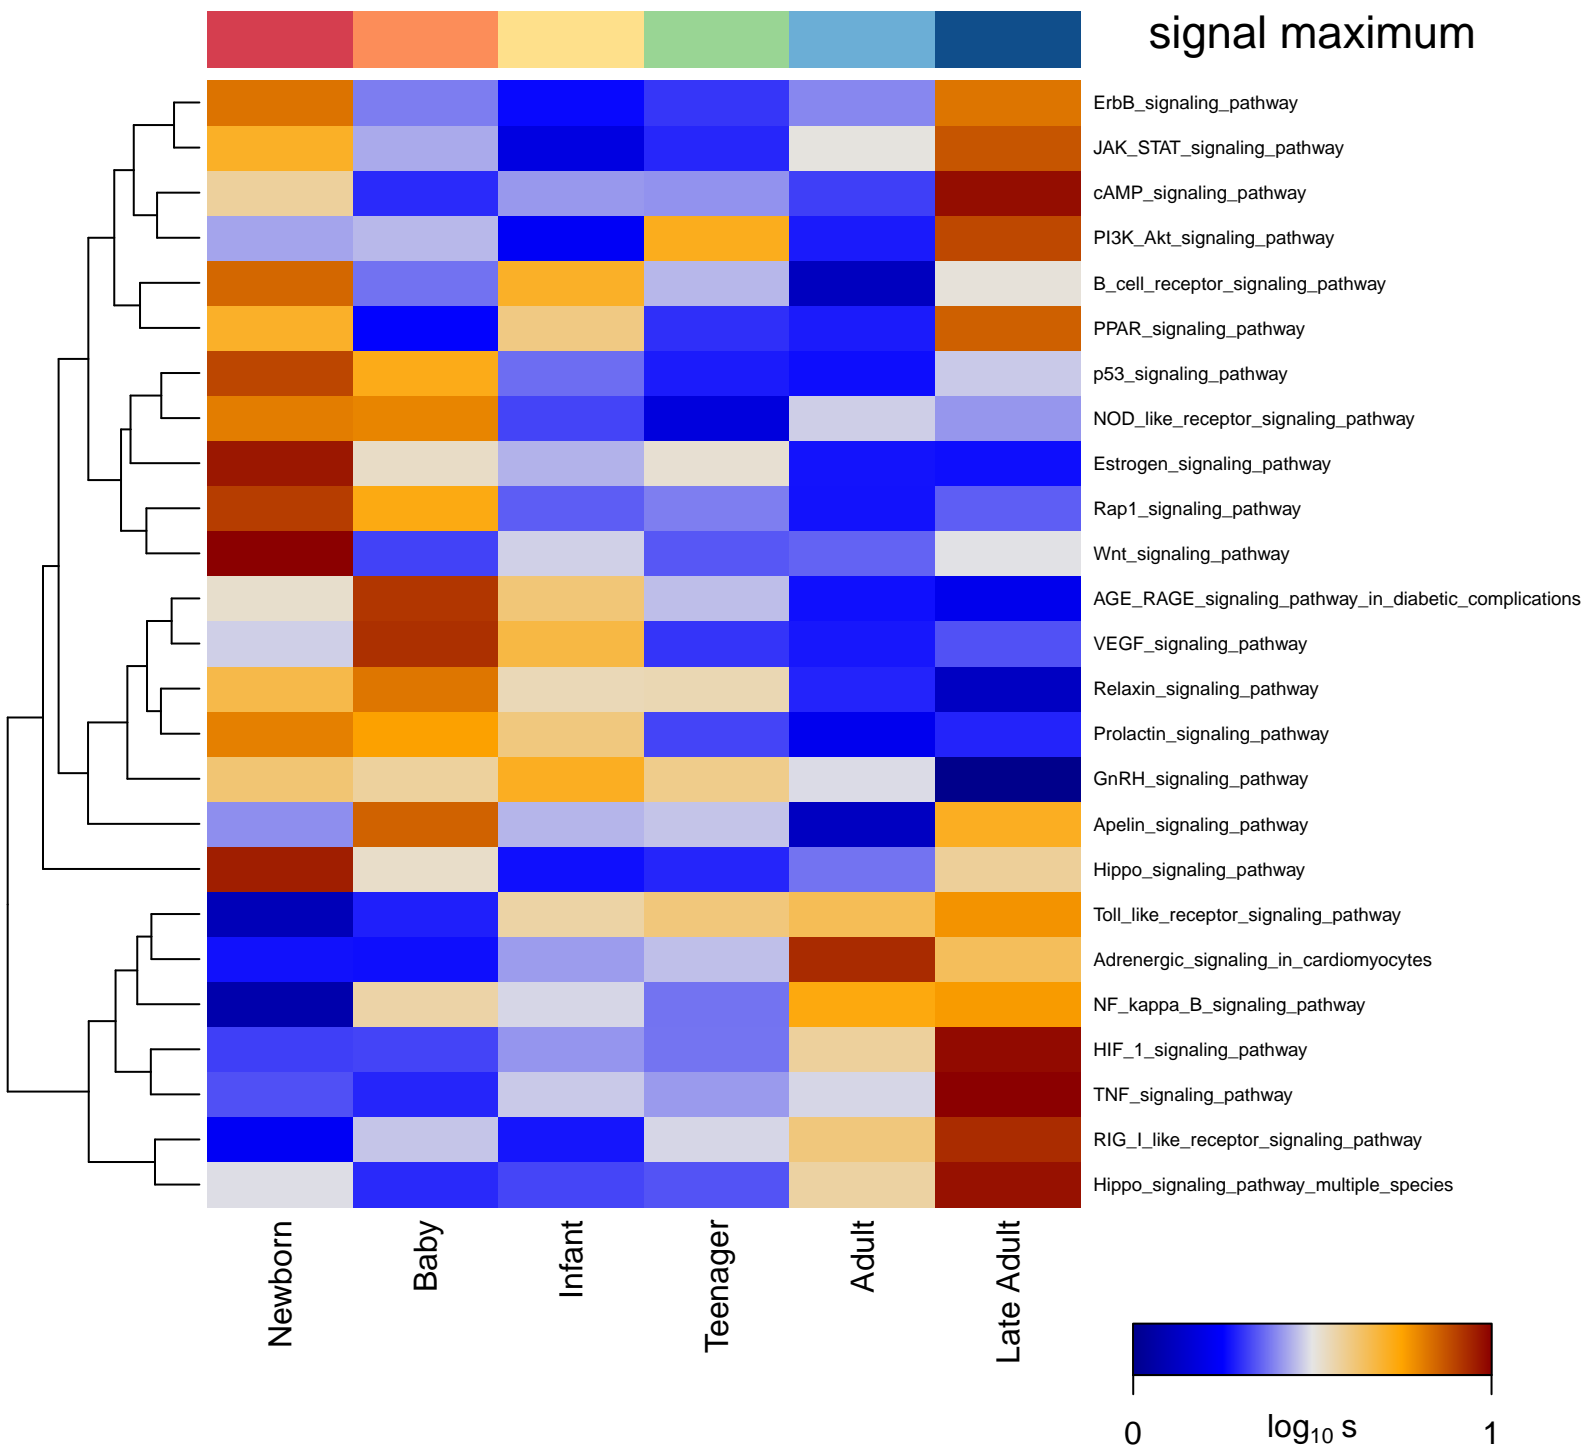 signal maximum
ErbB_signaling_pathway
JAK_STAT_signaling_pathway
cAMP_signaling_pathway
PI3K_Akt_signaling_pathway
B_cell_receptor_signaling_pathway
PPAR_signaling_pathway
p53_signaling_pathway
NOD_like_receptor_signaling_pathway
Estrogen_signaling_pathway
Rap1_signaling_pathway
Wnt_signaling_pathway
AGE_RAGE_signaling_pathway_in_diabetic_complications
VEGF_signaling_pathway
Relaxin_signaling_pathway
Prolactin_signaling_pathway
GnRH_signaling_pathway
Apelin_signaling_pathway
Hippo_signaling_pathway
Toll_like_receptor_signaling_pathway
Adrenergic_signaling_in_cardiomyocytes
NF_kappa_B_signaling_pathway
HIF_1_signaling_pathway
TNF_signaling_pathway
RIG_I_like_receptor_signaling_pathway
Hippo_signaling_pathway_multiple_species
Newborn
Baby
Infant
Teenager
Adult
Late Adult
0 log₁₀ s 1